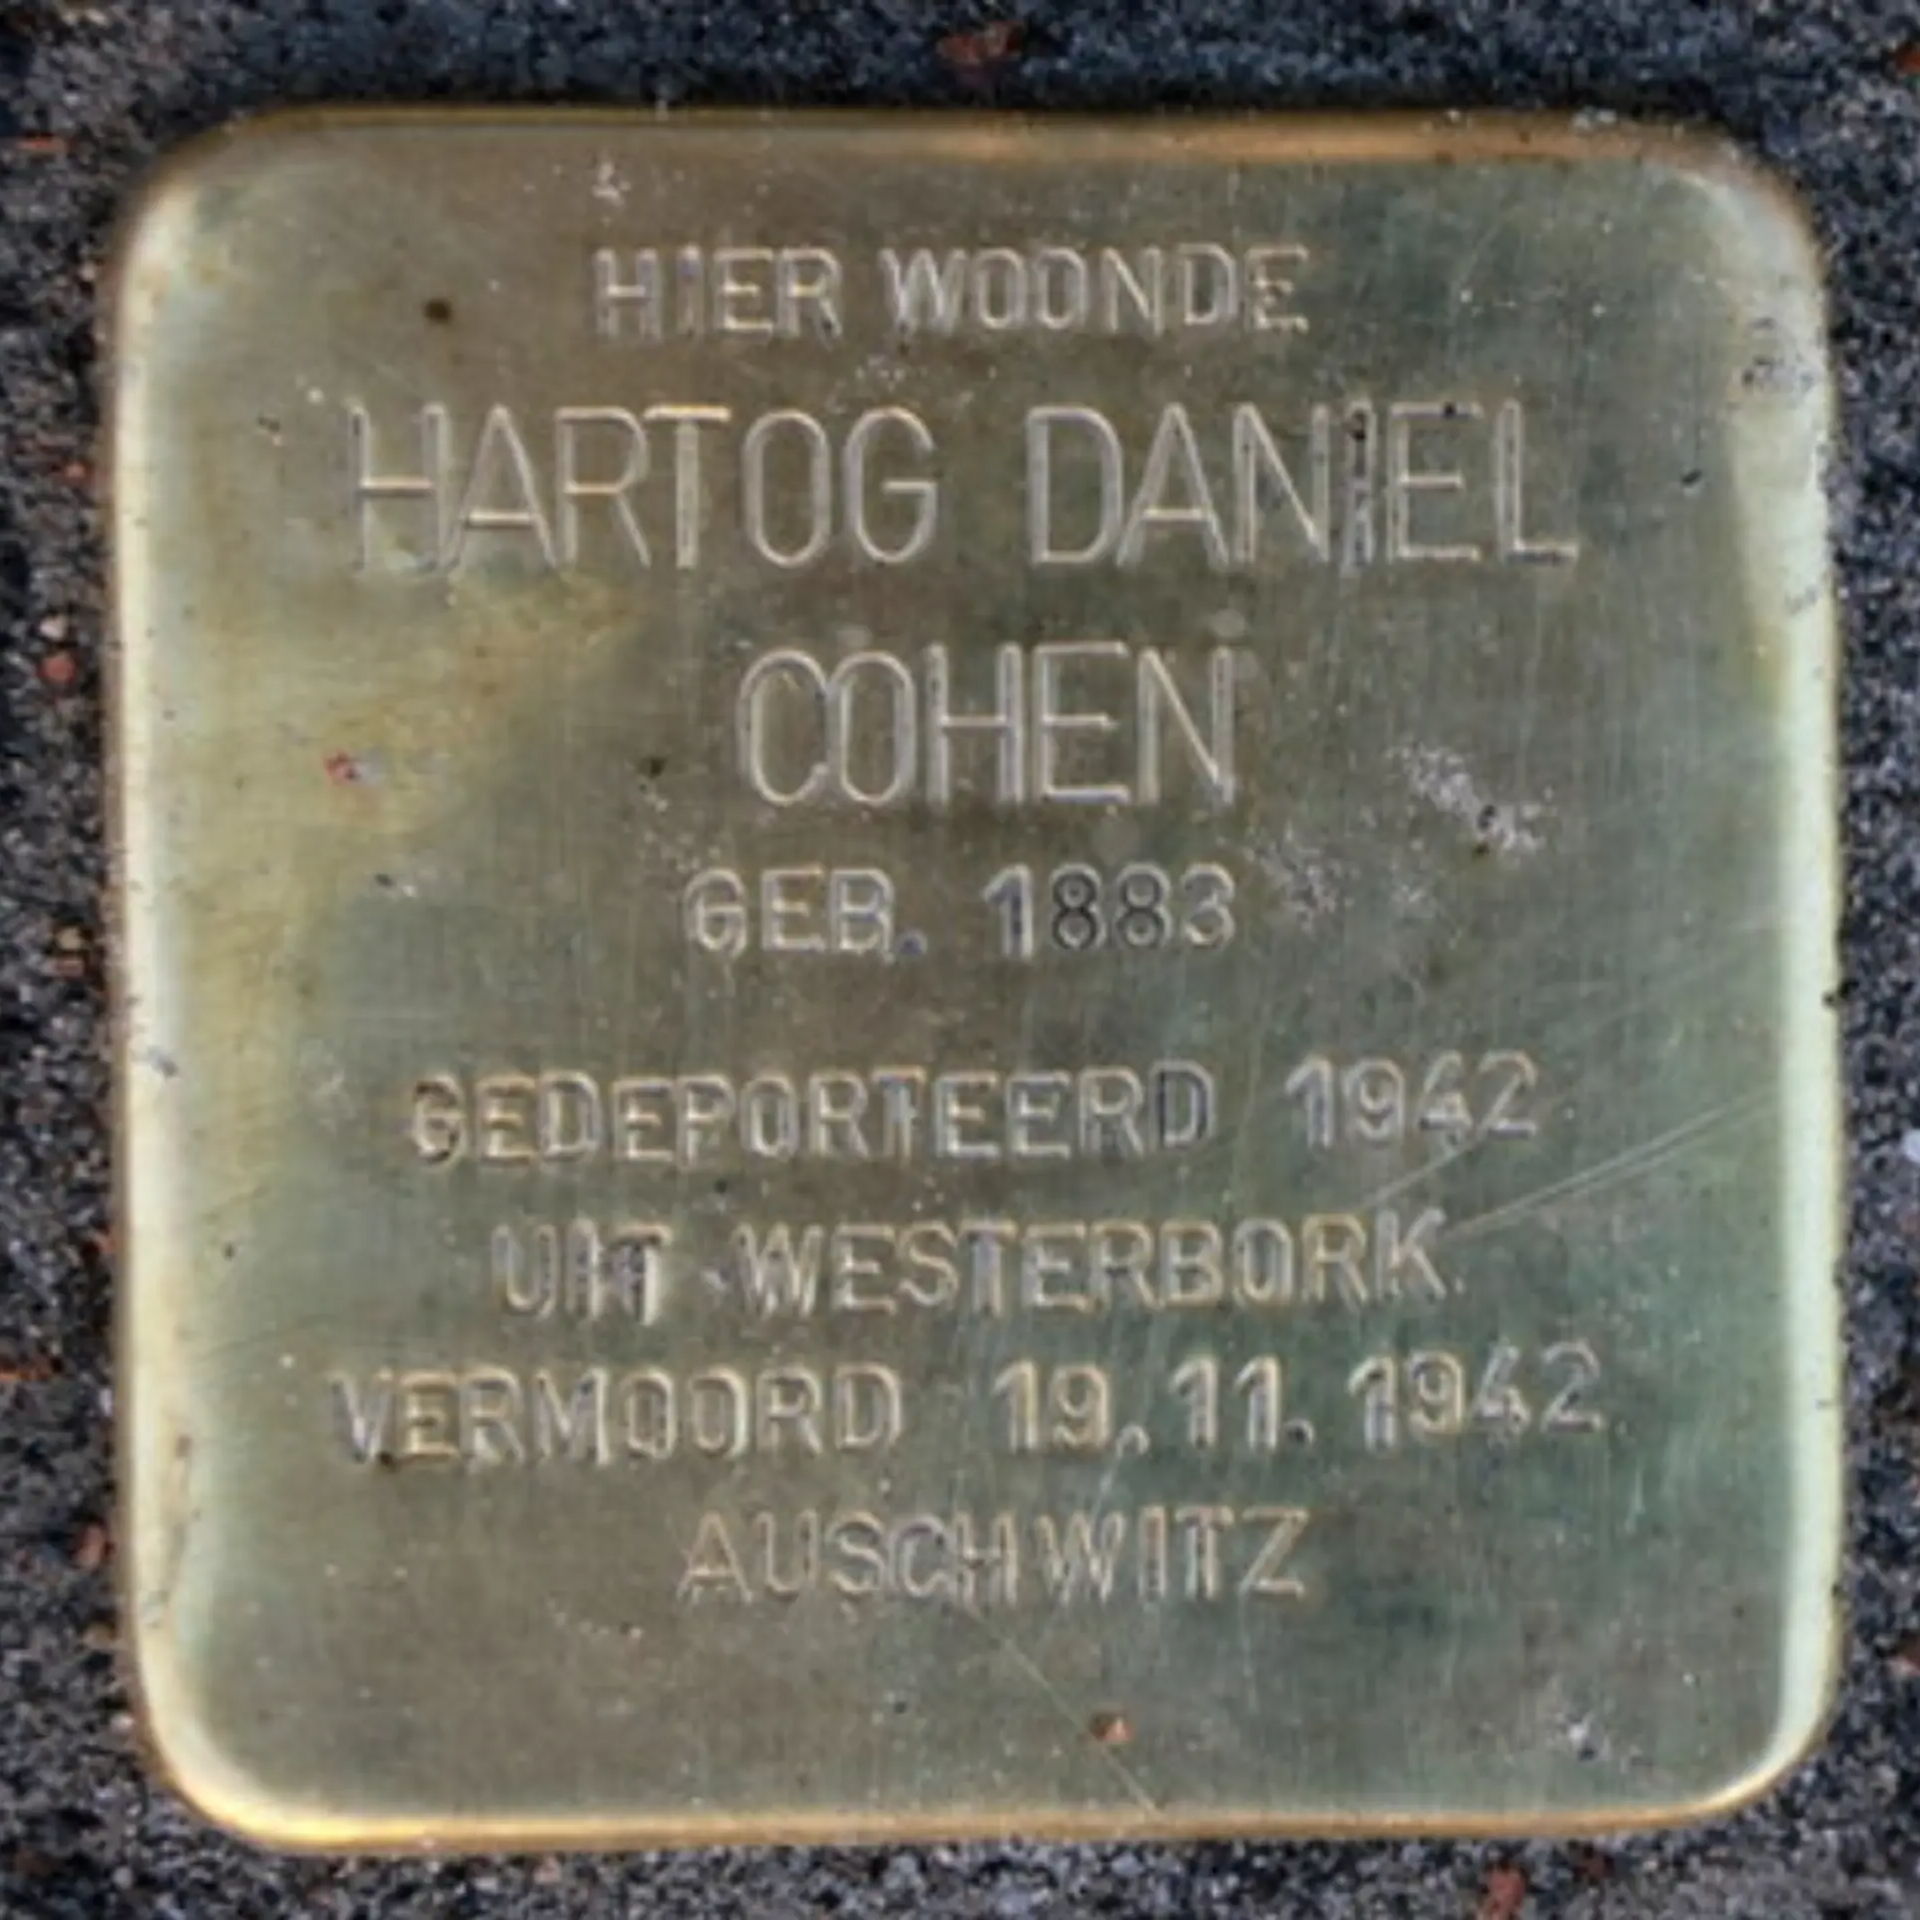 HIER WOONDE
HARTOG DANIEL
COHEN
GEB. 1883
GEDEPORTEERD 1942
UIT WESTERBORK
VERMOORD 19.11.1942
AUSCHWITZ